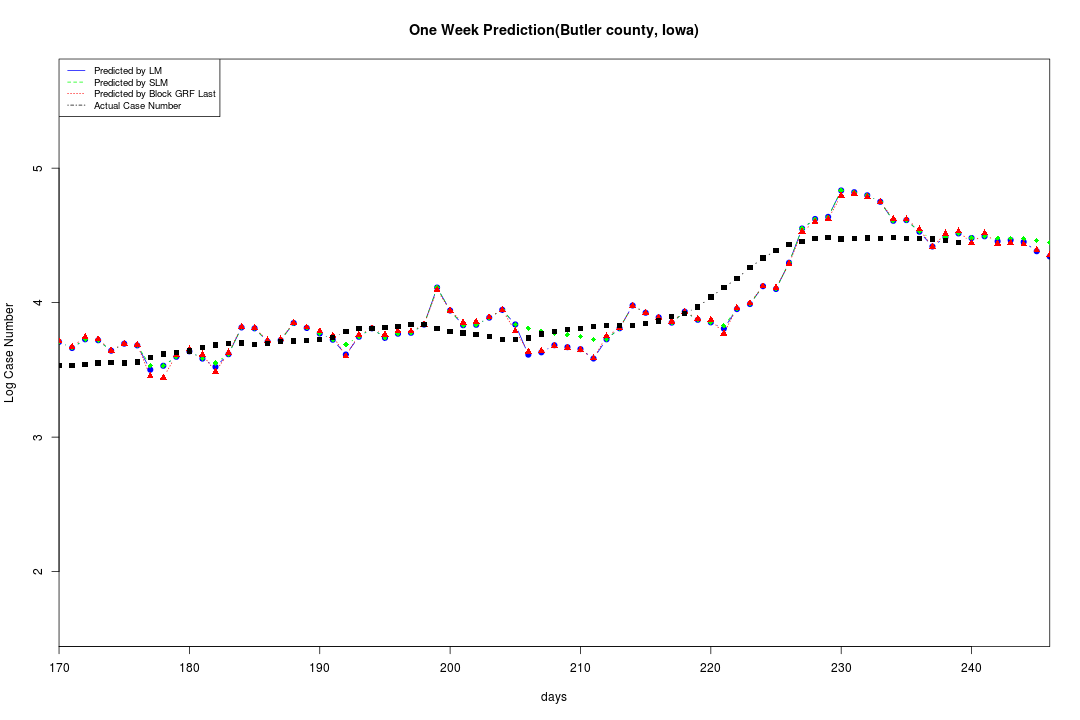 One Week Prediction(Butler county, Iowa)
Predicted by LM
Predicted by SLM
Predicted by Block GRF Last
Actual Case Number
5
4
3
2
Log Case Number
170 180 190 200 210 220 230 240
days